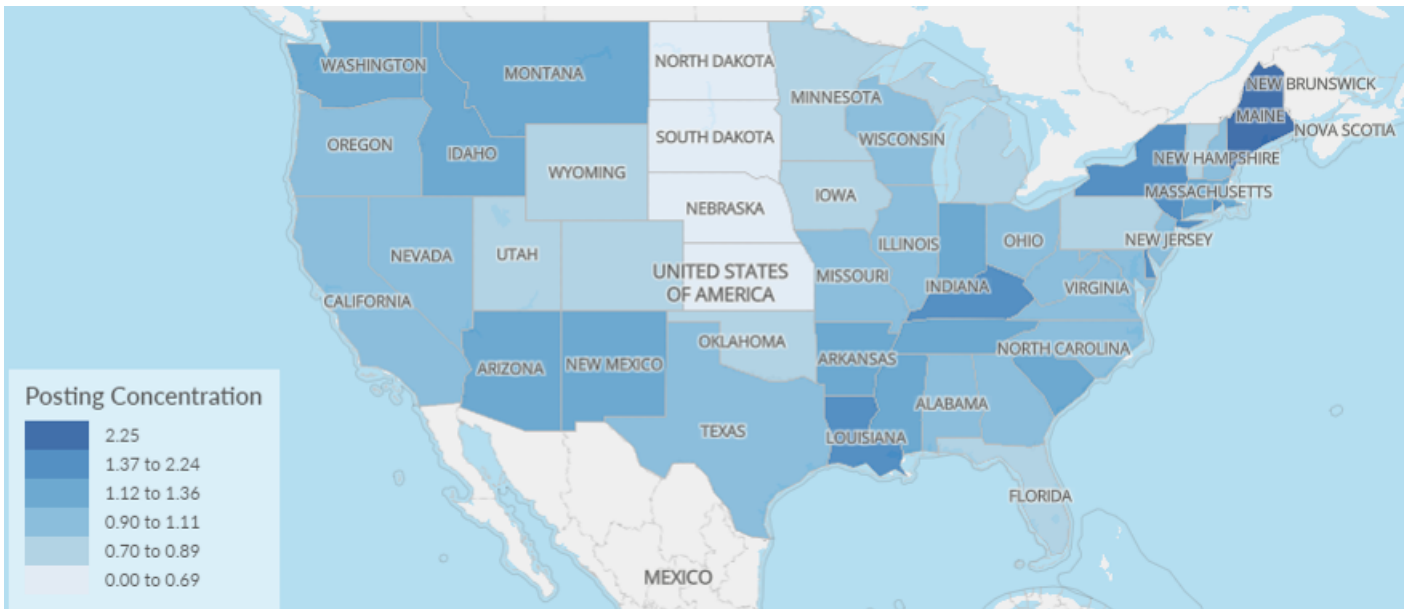 WASHINGTON
MONTANA
NORTH DAKOTA
MINNESOTA
NEW BRUNSWICK
MAINE
NOVA SCOTIA
SOUTH DAKOTA
WISCONSIN
OREGON
IDAHO
NEW HAMPSHIRE
WYOMING
MASSACHUSETTS
IOWA
NEBRASKA
NEW JERSEY
OHIO
ILLINOIS
UTAH
NEVADA
UNITED STATES
OF AMERICA
MISSOURI
INDIANA
VIRGINIA
CALIFORNIA
OKLAHOMA
NORTH CAROLINA
ARKANSAS
NEW MEXICO
ARIZONA
ALABAMA
TEXAS
LOUISIANA
FLORIDA
MEXICO
Posting Concentration
2.25
1.37 to 2.24
1.12 to 1.36
0.90 to 1.11
0.70 to 0.89
0.00 to 0.69